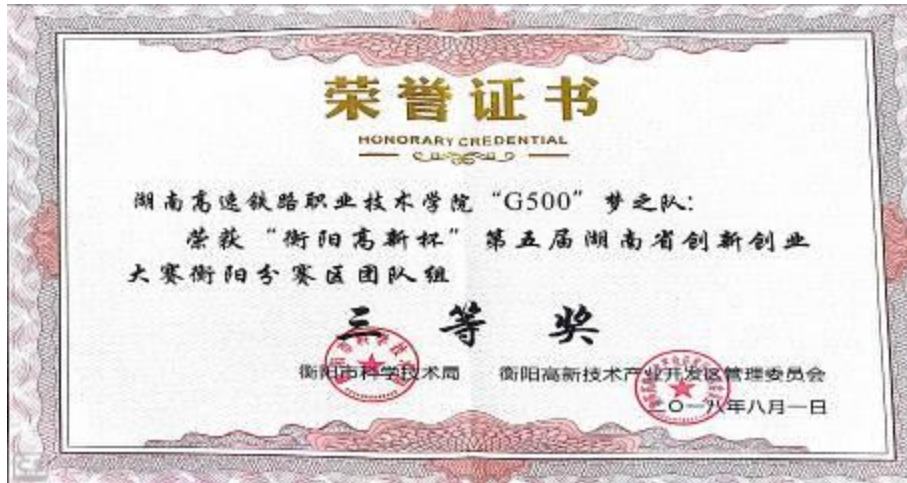 荣誉证书
HONORARY CREDENTIAL
湖南高速铁路职业技术学院 “G500” 梦之队:
荣获 “衡阳高新杯” 第五届湖南省创新创业
大赛衡阳分赛区团队组
三等奖
衡阳市科学技术局 衡阳高新技术产业开发区管理委员会
二〇一八年八月一日